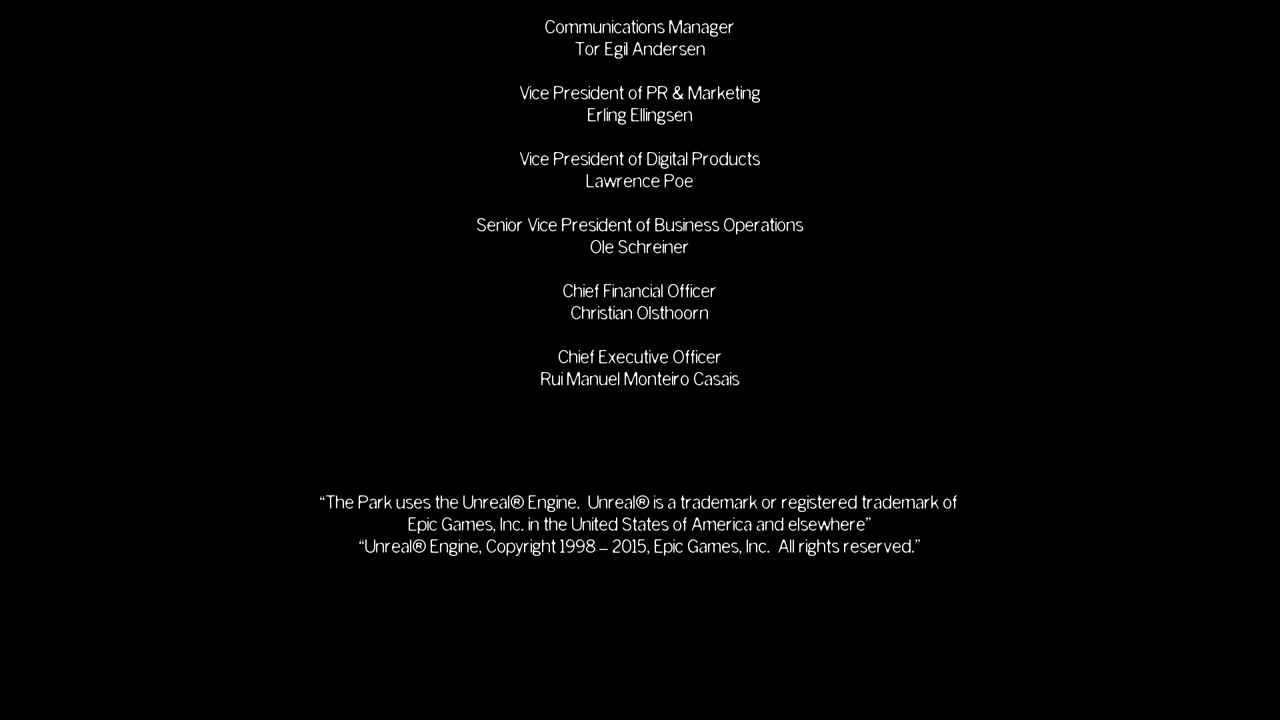 Communications Manager
Tor Egil Andersen
Vice President of PR & Marketing
Erling Ellingsen
Vice President of Digital Products
Lawrence Poe
Senior Vice President of Business Operations
Ole Schreiner
Chief Financial Officer
Christian Olsthoorn
Chief Executive Officer
Rui Manuel Monteiro Casais
“The Park uses the Unreal® Engine.  Unreal® is a trademark or registered trademark of
Epic Games, Inc. in the United States of America and elsewhere”
“Unreal® Engine, Copyright 1998 – 2015, Epic Games, Inc.  All rights reserved.”